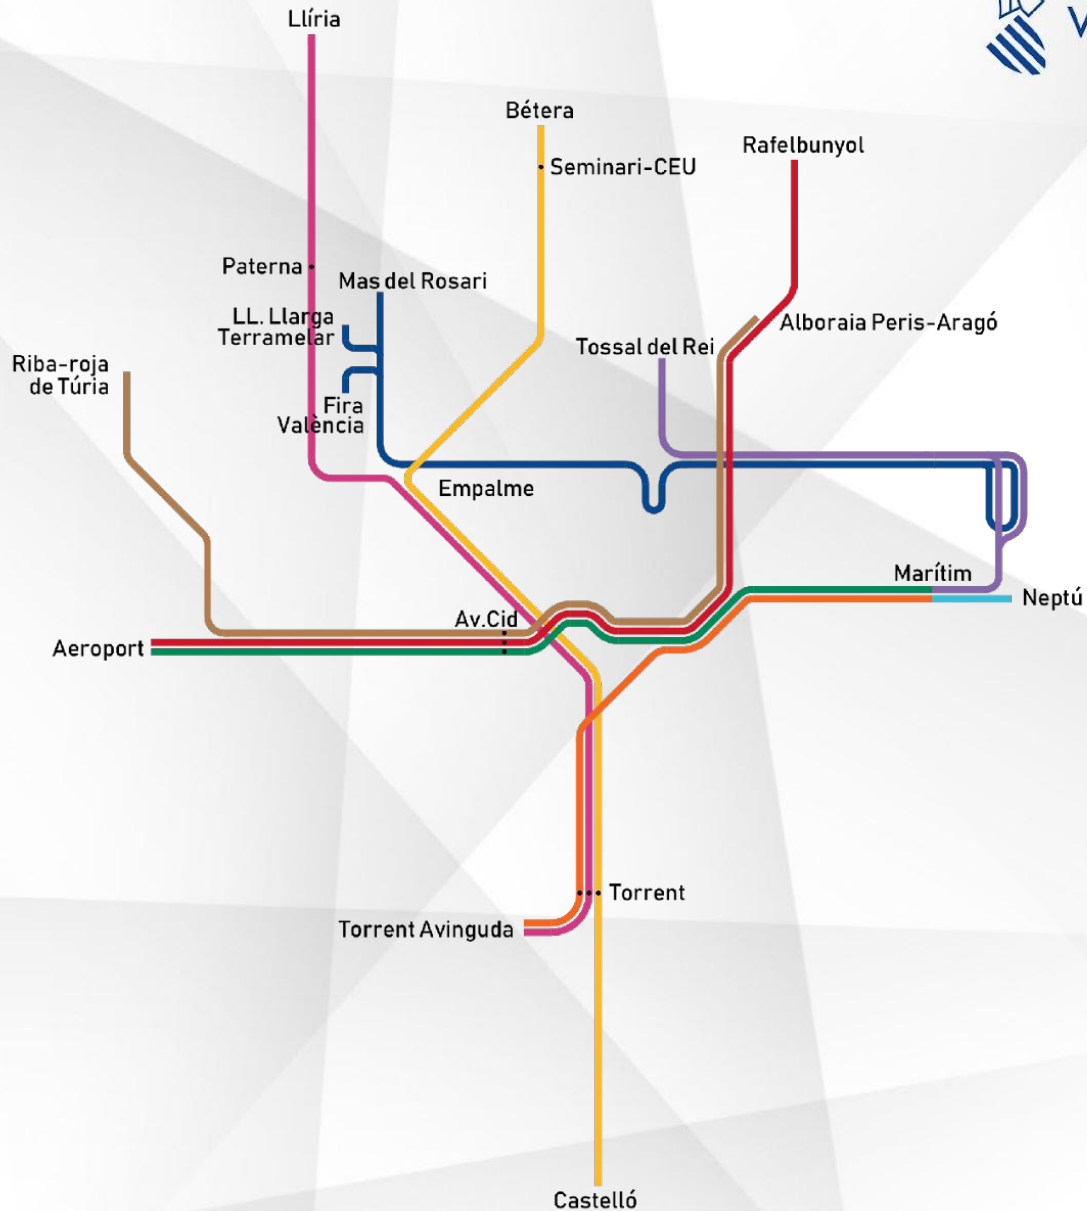 Llíria
Bétera
Seminari-CEU
Rafelbunyol
Paterna
Mas del Rosari
LL. Llarga
Terramelar
Alboraia Peris-Aragó
Tossal del Rei
Riba-roja
de Túria
Fira
València
Empalme
Marítim
Neptú
Av.Cid
Aeroport
Torrent
Torrent Avinguda
Castelló